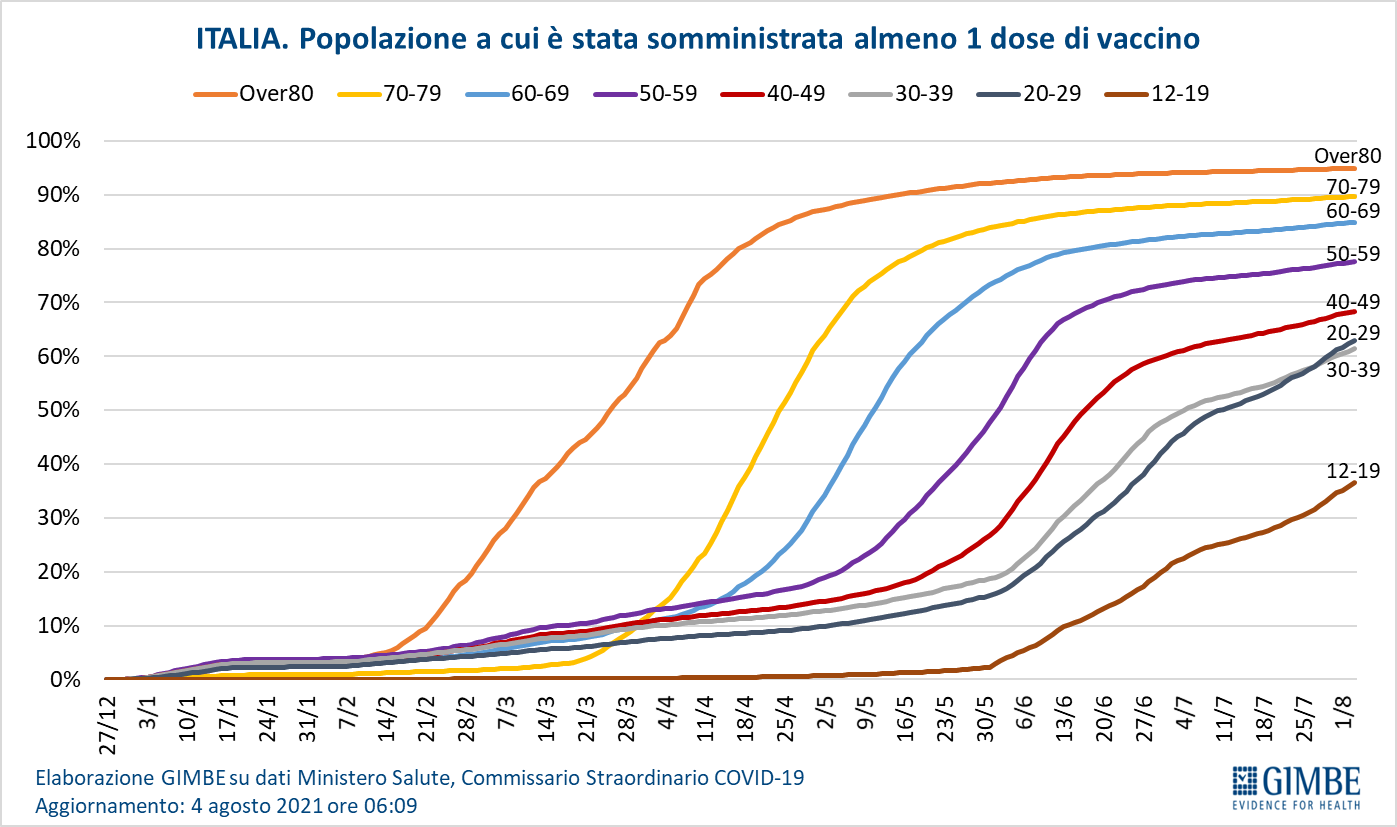 ITALIA. Popolazione a cui è stata somministrata almeno 1 dose di vaccino
Over80 70-79 60-69 50-59 40-49 30-39 20-29 12-19
100%
90%
80%
70%
60%
50%
40%
30%
20%
10%
0%
Over80
70-79
60-69
50-59
40-49
20-29
30-39
12-19
27/12 3/1 10/1 17/1 24/1 31/1 7/2 14/2 21/2 28/2 7/3 14/3 21/3 28/3 4/4 11/4 18/4 25/4 2/5 9/5 16/5 23/5 30/5 6/6 13/6 20/6 27/6 4/7 11/7 18/7 25/7 1/8
Elaborazione GIMBE su dati Ministero Salute, Commissario Straordinario COVID-19
Aggiornamento: 4 agosto 2021 ore 06:09
GIMBE
EVIDENCE FOR HEALTH